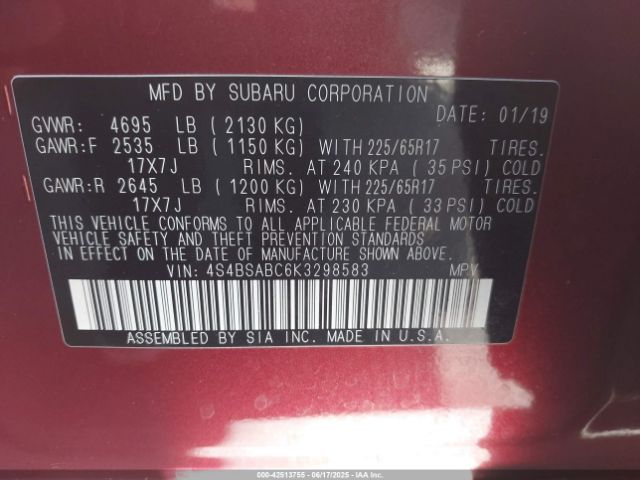 MFD BY SUBARU CORPORATION
DATE: 01/19
GVWR: 4695 LB ( 2130 KG)
GAWR:F 2535 LB ( 1150 KG) WITH 225/65R17 TIRES.
17X7J RIMS. AT 240 KPA ( 35 PSI) COLD
GAWR:R 2645 LB ( 1200 KG) WITH 225/65R17 TIRES.
17X7J RIMS. AT 230 KPA ( 33 PSI) COLD
THIS VEHICLE CONFORMS TO ALL APPLICABLE FEDERAL MOTOR
VEHICLE SAFETY AND THEFT PREVENTION STANDARDS
IN EFFECT ON THE DATE OF MANUFACTURE SHOWN ABOVE.
VIN: 4S4BSABC6K3298583 MPV
ASSEMBLED BY SIA INC. MADE IN U.S.A.
000-42513755 - 06/17/2025 - IAAI.COM